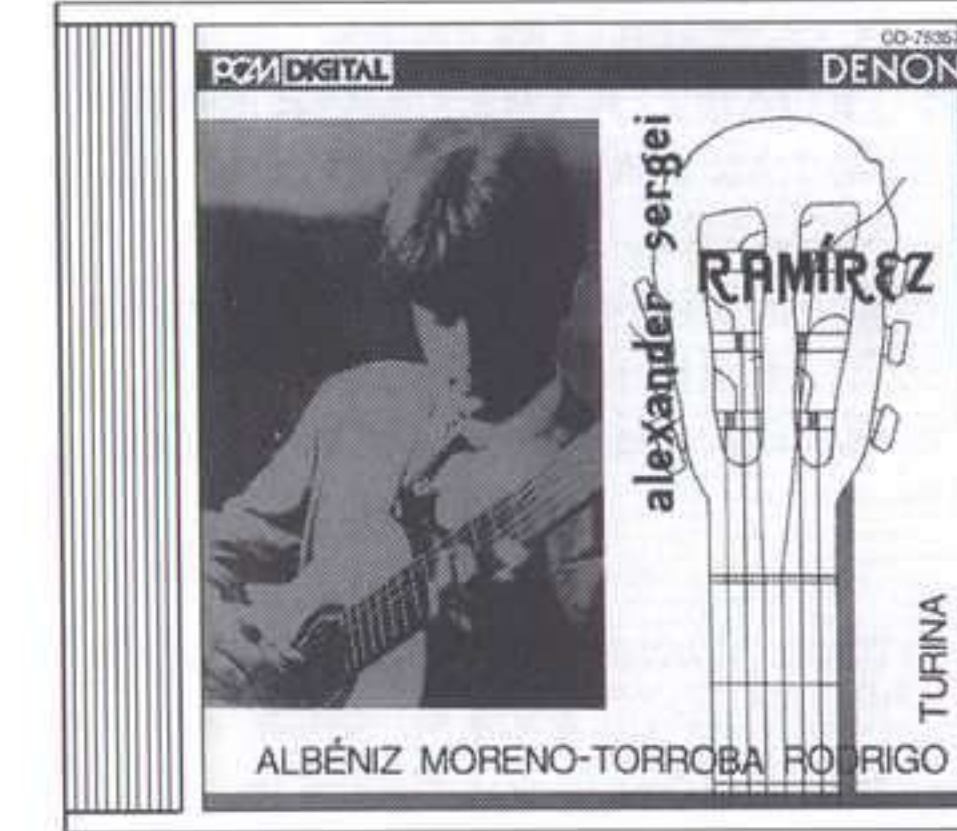 PCM DIGITAL
DENON
alexander sergei
RAMÍREZ
TURINA
ALBÉNIZ MORENO-TORROBA RODRIGO